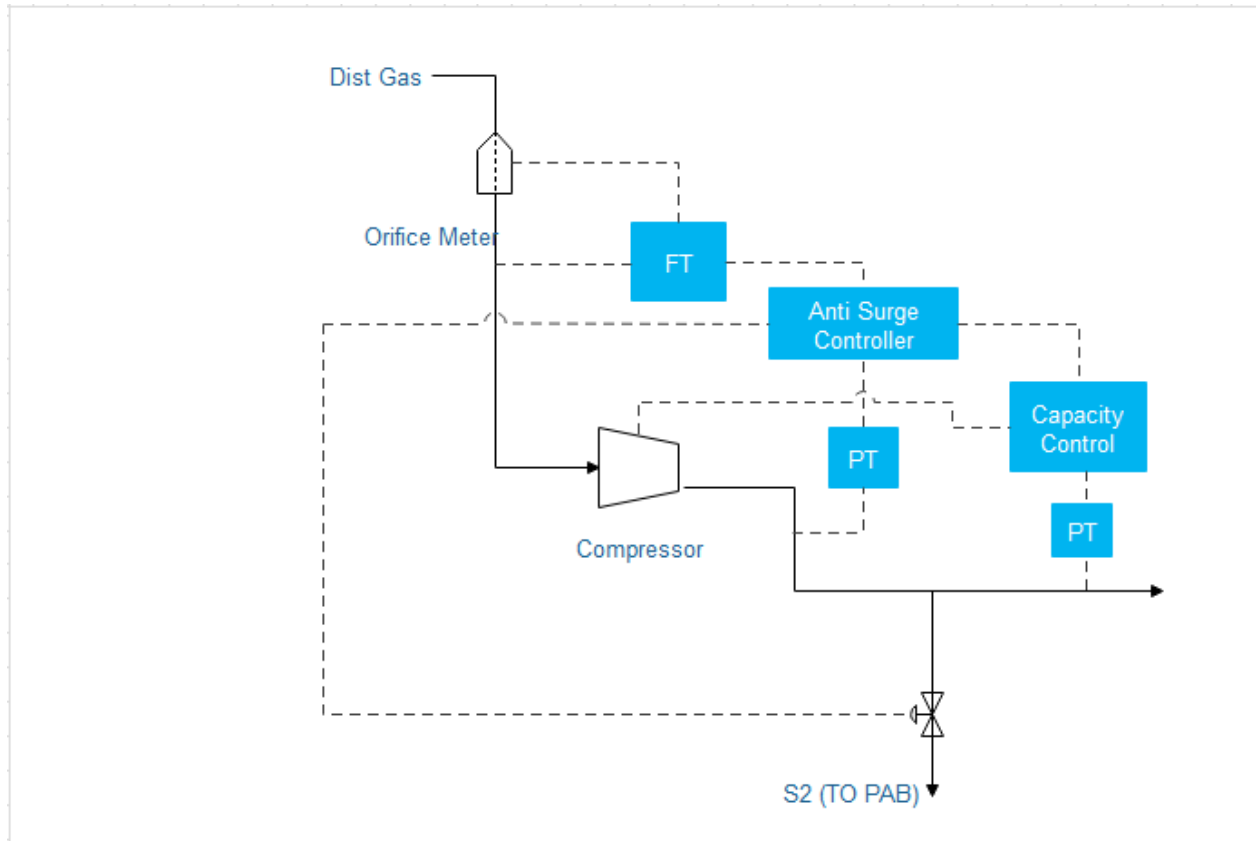 Dist Gas
Orifice Meter
FT
Anti Surge
Controller
Capacity
Control
PT
PT
Compressor
S2 (TO PAB)